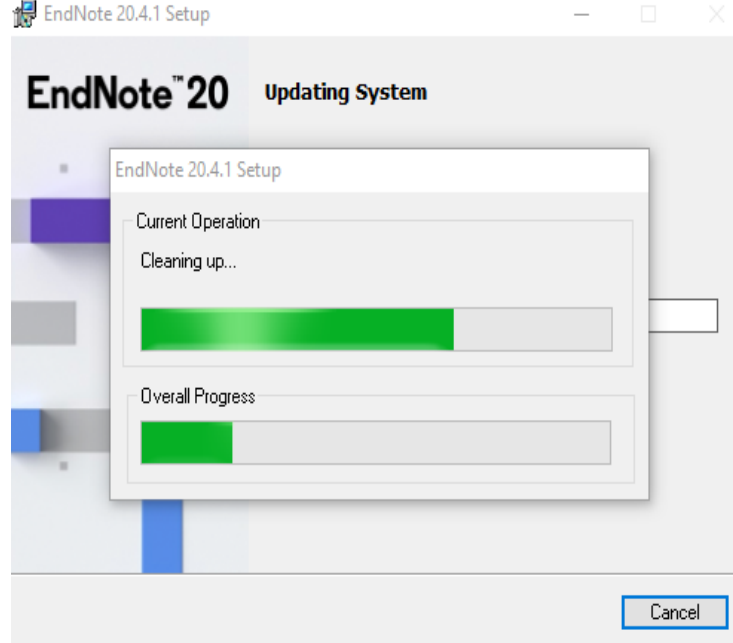 EndNote 20.4.1 Setup
EndNote™20
Updating System
EndNote 20.4.1 Setup
Current Operation
Cleaning up...
Overall Progress
Cancel